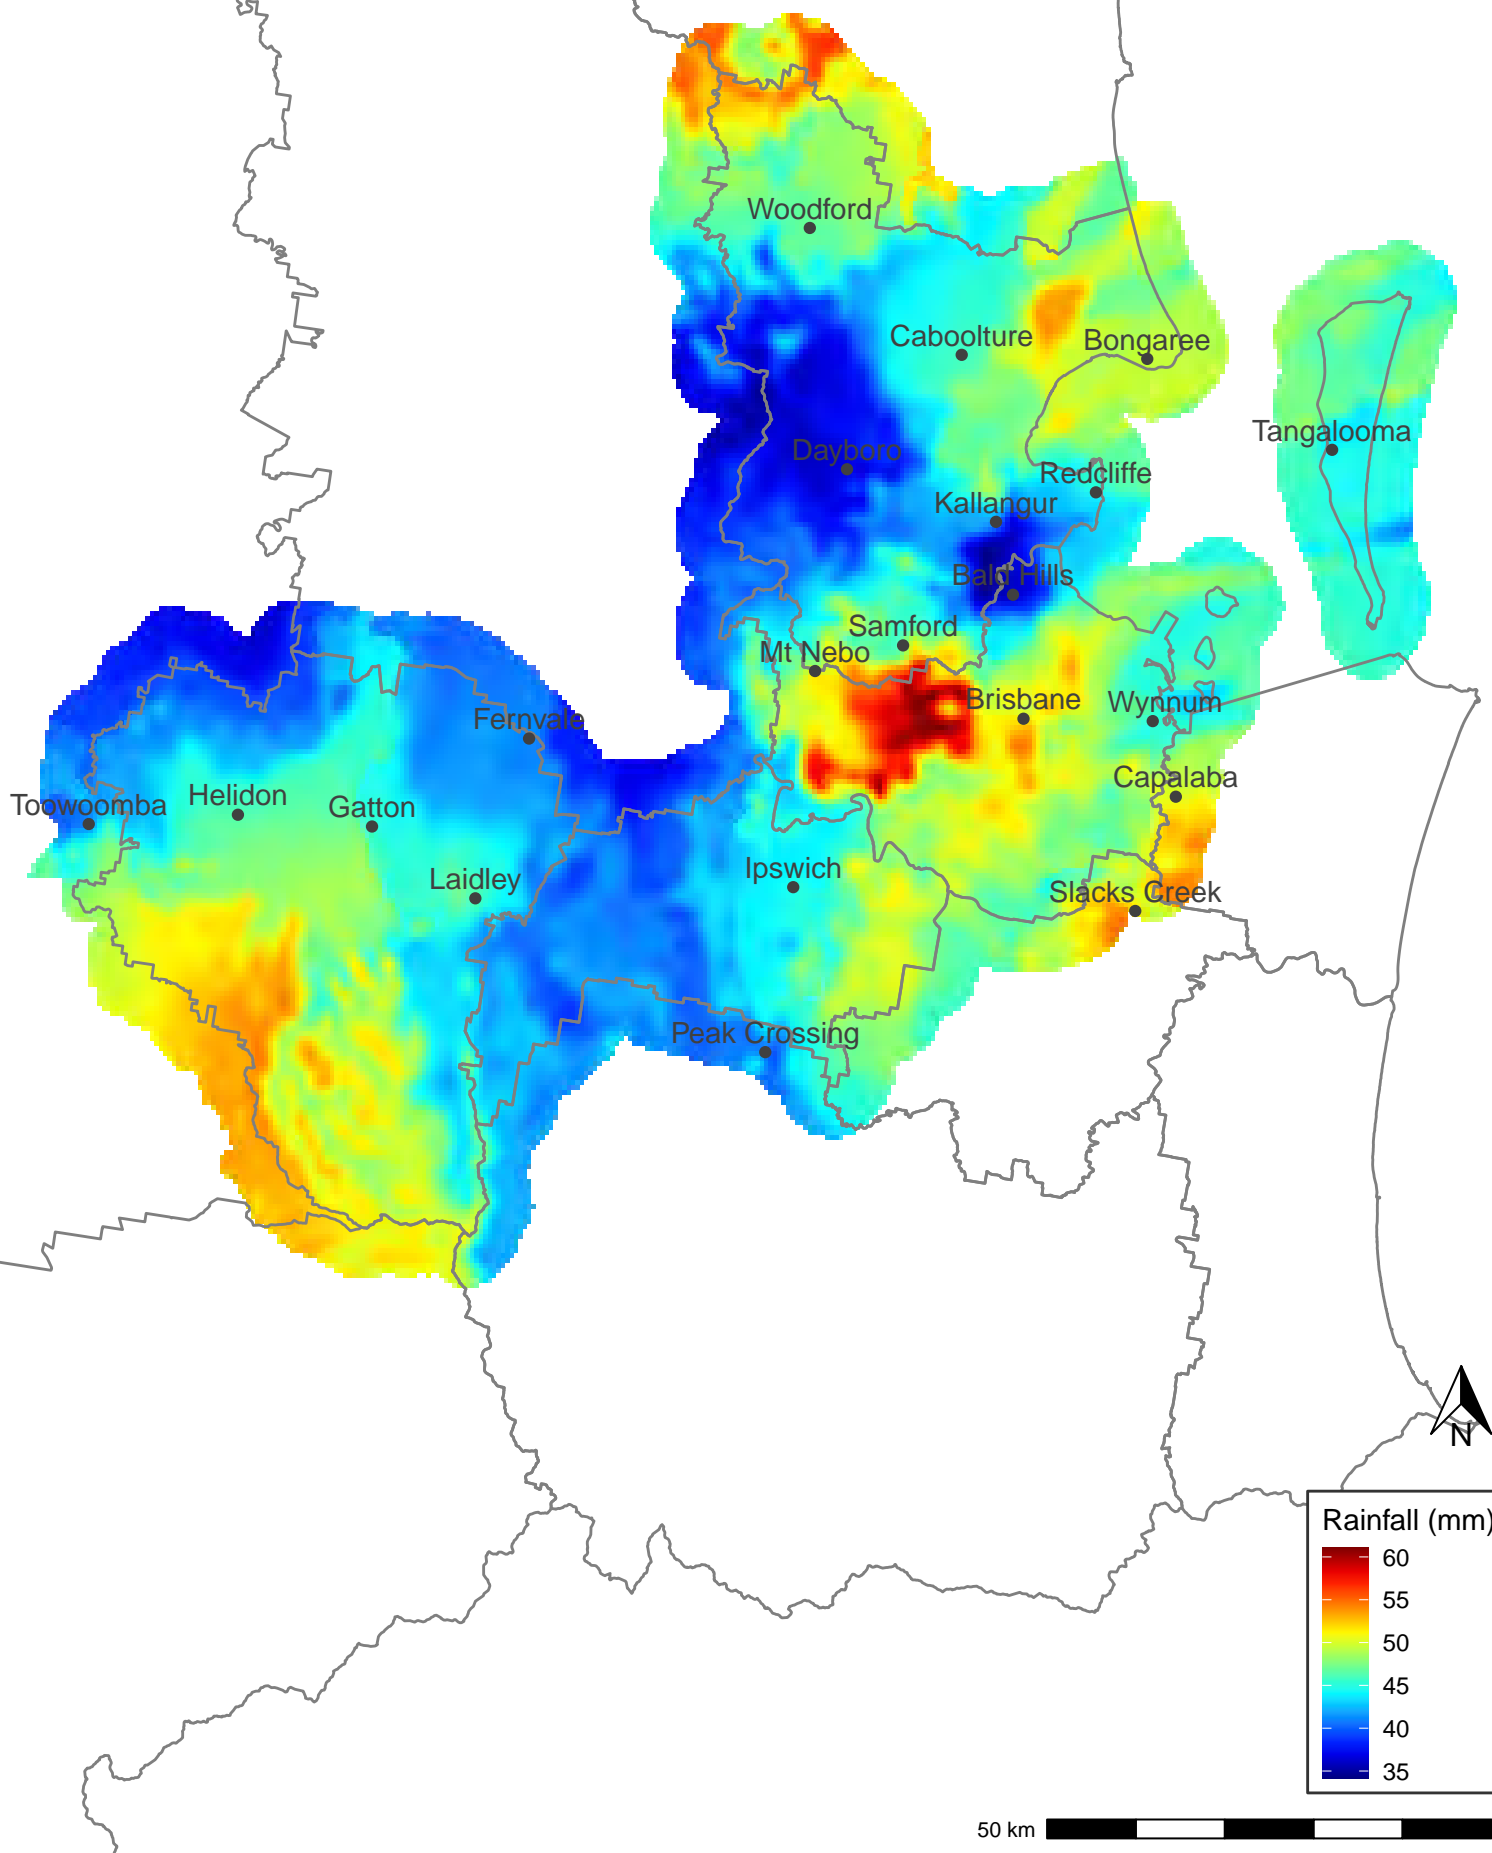 Woodford
Caboolture
Bongaree
Tangalooma
Dayboro
Redcliffe
Kallangur
Bald Hills
Samford
Mt Nebo
Brisbane
Wynnum
Fernvale
Capalaba
Toowoomba
Helidon
Gatton
Laidley
Ipswich
Slacks Creek
Peak Crossing
N
Rainfall (mm)
60
55
50
45
40
35
50 km